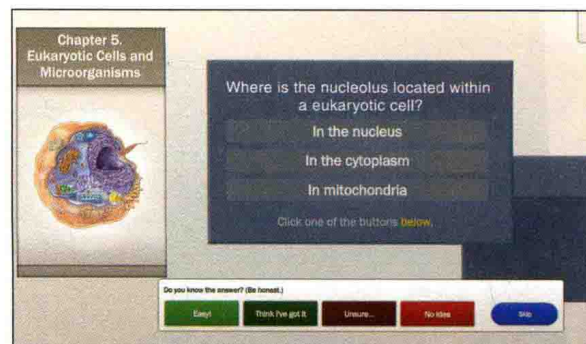 Chapter 5.
Eukaryotic Cells and
Microorganisms
Where is the nucleolus located within
a eukaryotic cell?
In the nucleus
In the cytoplasm
In mitochondria
Click one of the buttons below.
Do you know the answer? (Be honest.)
Easy!
Think I've got it
Unsure...
No idea
Skip